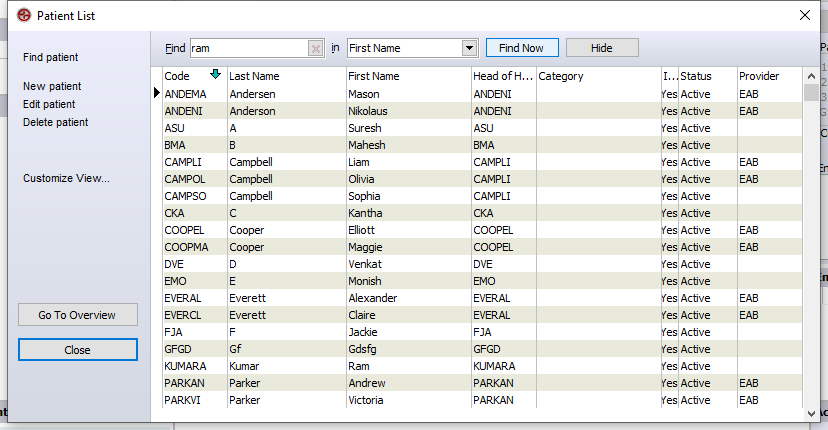 Patient List
Find patient
New patient
Edit patient
Delete patient
Customize View...
Go To Overview
Close
Find ram in First Name Find Now Hide
Code Last Name First Name Head of H... Category I... Status Provider
ANDEMA Andersen Mason ANDENI Yes Active EAB
ANDENI Anderson Nikolaus ANDENI Yes Active EAB
ASU A Suresh ASU Yes Active
BMA B Mahesh BMA Yes Active
CAMPLI Campbell Liam CAMPLI Yes Active EAB
CAMPOL Campbell Olivia CAMPLI Yes Active EAB
CAMPSO Campbell Sophia CAMPLI Yes Active
CKA C Kantha CKA Yes Active
COOPEL Cooper Elliott COOPEL Yes Active EAB
COOPMA Cooper Maggie COOPEL Yes Active EAB
DVE D Venkat DVE Yes Active
EMO E Monish EMO Yes Active
EVERAL Everett Alexander EVERAL Yes Active EAB
EVERCL Everett Claire EVERAL Yes Active EAB
FJA F Jackie FJA Yes Active
GFGD Gf Gdsfg GFGD Yes Active
KUMARA Kumar Ram KUMARA Yes Active
PARKAN Parker Andrew PARKAN Yes Active EAB
PARKVI Parker Victoria PARKAN Yes Active EAB